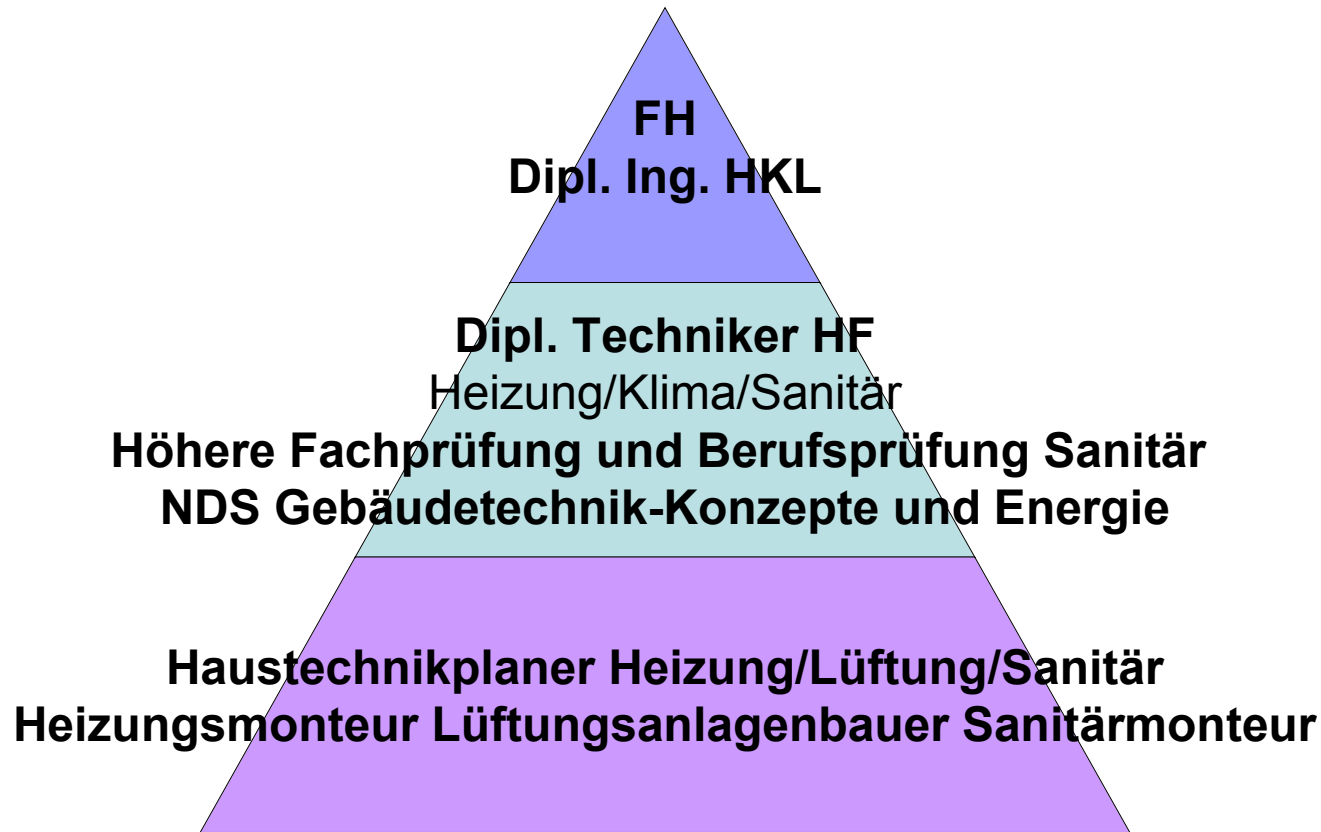 FH
Dipl. Ing. HKL
Dipl. Techniker HF
Heizung/Klima/Sanitär
Höhere Fachprüfung und Berufsprüfung Sanitär
NDS Gebäudetechnik-Konzepte und Energie
Haustechnikplaner Heizung/Lüftung/Sanitär
Heizungsmonteur Lüftungsanlagenbauer Sanitärmonteur